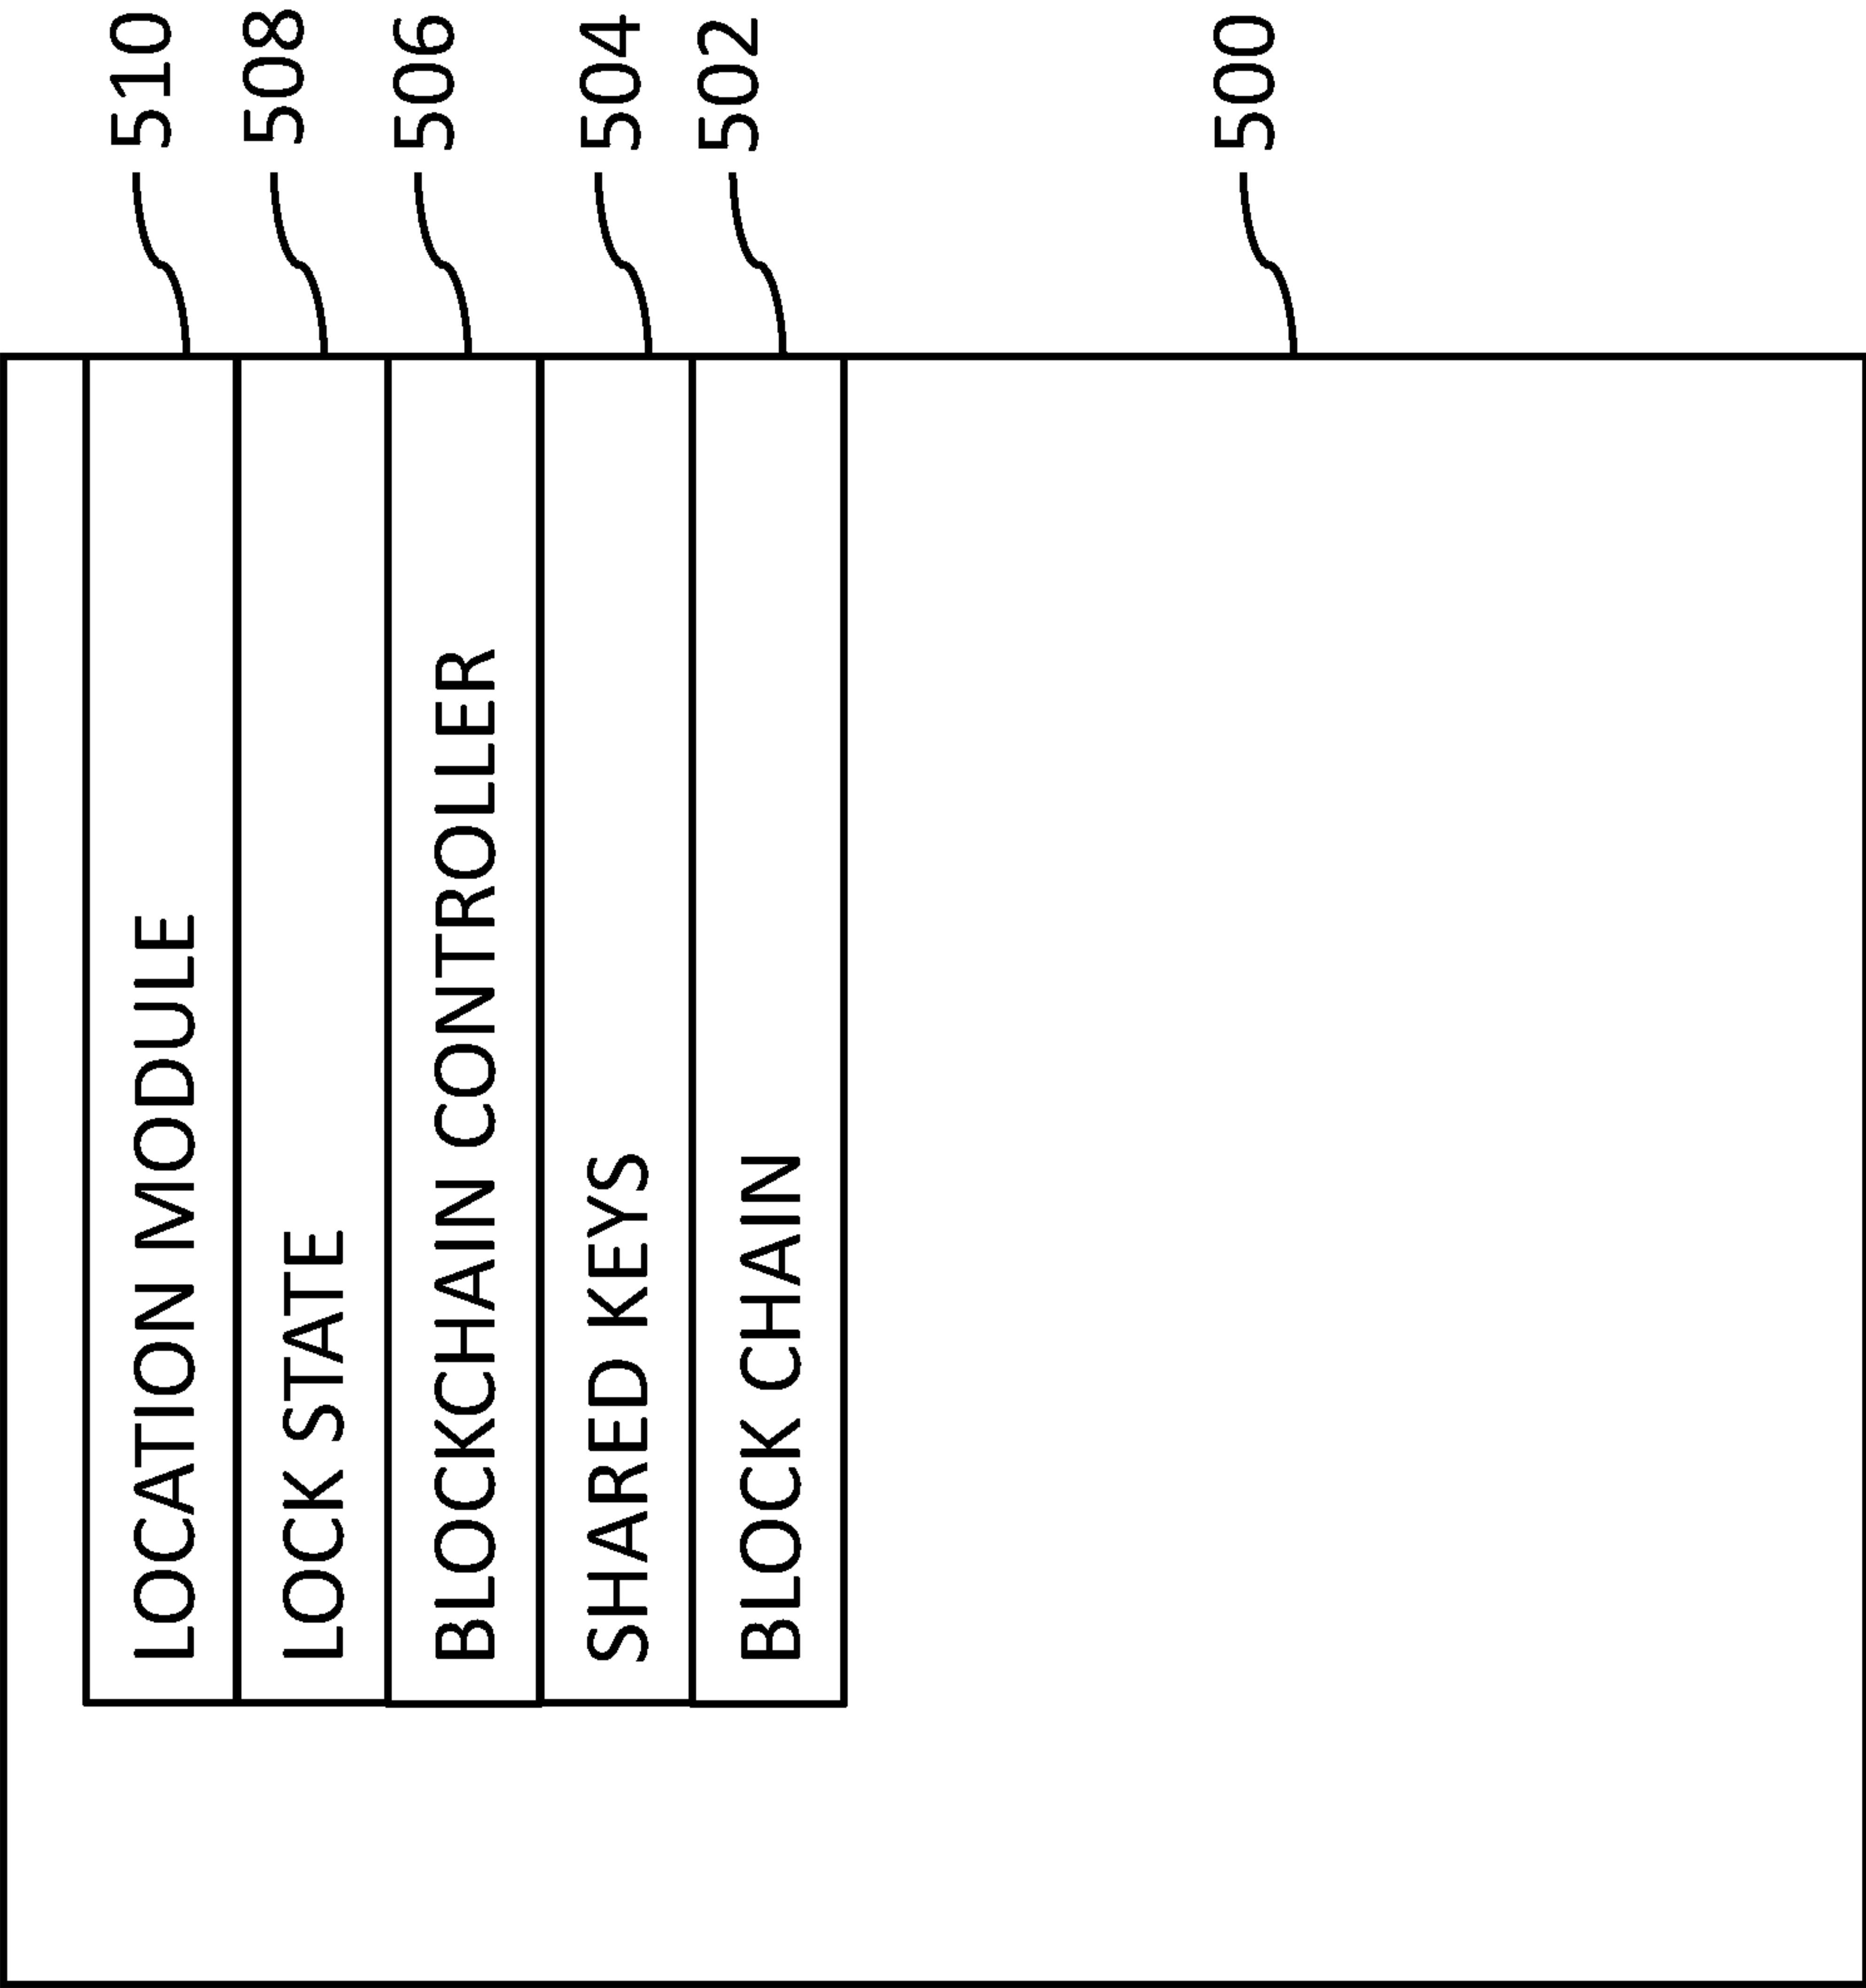 LOCATION MODULE
510
LOCK STATE
508
BLOCKCHAIN CONTROLLER
506
SHARED KEYS
504
BLOCK CHAIN
502
500